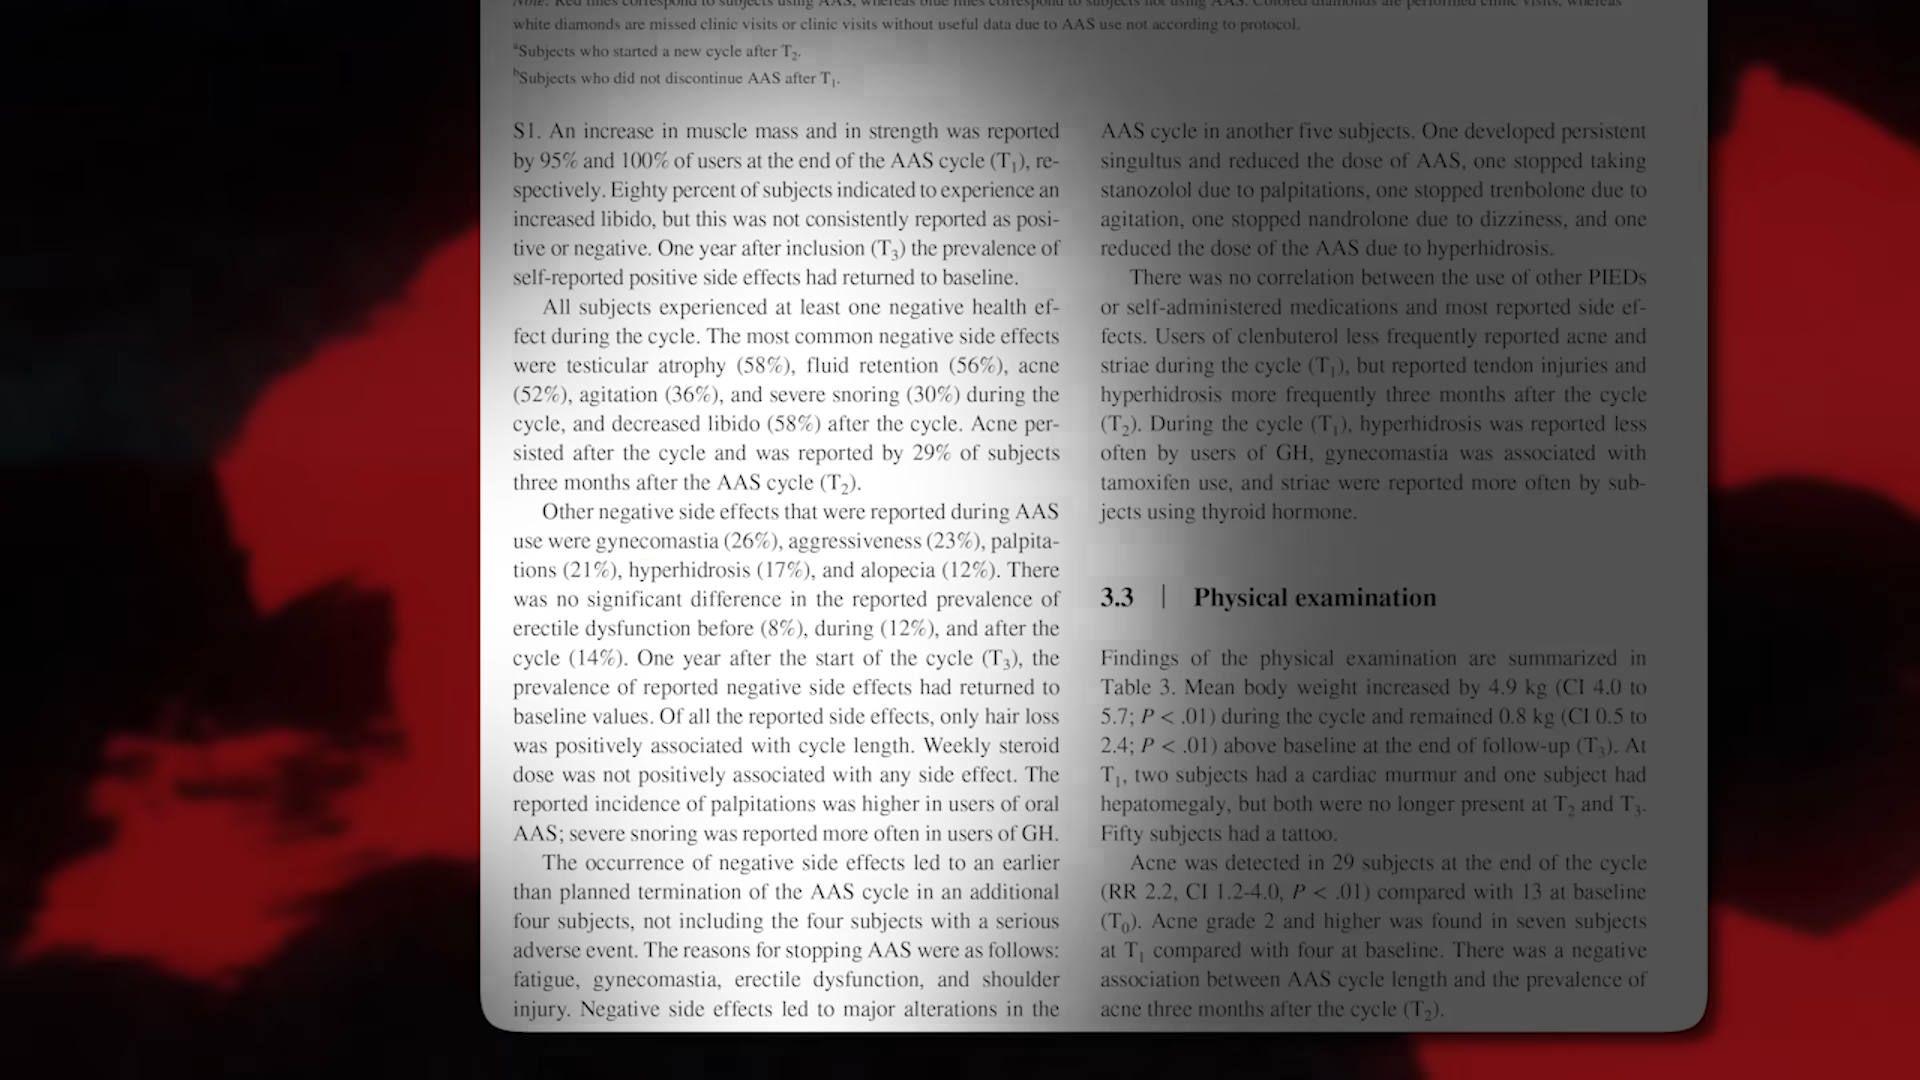 Note: Red lines correspond to subjects using AAS, whereas blue lines correspond to subjects not using AAS. Colored diamonds are performed clinic visits, whereas
white diamonds are missed clinic visits or clinic visits without useful data due to AAS use not according to protocol.
ᵃSubjects who started a new cycle after T₂.
ᵇSubjects who did not discontinue AAS after T₁.
S1. An increase in muscle mass and in strength was reported
by 95% and 100% of users at the end of the AAS cycle (T₁), re-
spectively. Eighty percent of subjects indicated to experience an
increased libido, but this was not consistently reported as posi-
tive or negative. One year after inclusion (T₃) the prevalence of
self-reported positive side effects had returned to baseline.
All subjects experienced at least one negative health ef-
fect during the cycle. The most common negative side effects
were testicular atrophy (58%), fluid retention (56%), acne
(52%), agitation (36%), and severe snoring (30%) during the
cycle, and decreased libido (58%) after the cycle. Acne per-
sisted after the cycle and was reported by 29% of subjects
three months after the AAS cycle (T₂).
Other negative side effects that were reported during AAS
use were gynecomastia (26%), aggressiveness (23%), palpita-
tions (21%), hyperhidrosis (17%), and alopecia (12%). There
was no significant difference in the reported prevalence of
erectile dysfunction before (8%), during (12%), and after the
cycle (14%). One year after the start of the cycle (T₃), the
prevalence of reported negative side effects had returned to
baseline values. Of all the reported side effects, only hair loss
was positively associated with cycle length. Weekly steroid
dose was not positively associated with any side effect. The
reported incidence of palpitations was higher in users of oral
AAS; severe snoring was reported more often in users of GH.
The occurrence of negative side effects led to an earlier
than planned termination of the AAS cycle in an additional
four subjects, not including the four subjects with a serious
adverse event. The reasons for stopping AAS were as follows:
fatigue, gynecomastia, erectile dysfunction, and shoulder
injury. Negative side effects led to major alterations in the
AAS cycle in another five subjects. One developed persistent
singultus and reduced the dose of AAS, one stopped taking
stanozolol due to palpitations, one stopped trenbolone due to
agitation, one stopped nandrolone due to dizziness, and one
reduced the dose of the AAS due to hyperhidrosis.
There was no correlation between the use of other PIEDs
or self-administered medications and most reported side ef-
fects. Users of clenbuterol less frequently reported acne and
striae during the cycle (T₁), but reported tendon injuries and
hyperhidrosis more frequently three months after the cycle
(T₂). During the cycle (T₁), hyperhidrosis was reported less
often by users of GH, gynecomastia was associated with
tamoxifen use, and striae were reported more often by sub-
jects using thyroid hormone.
3.3 | Physical examination
Findings of the physical examination are summarized in
Table 3. Mean body weight increased by 4.9 kg (CI 4.0 to
5.7; P < .01) during the cycle and remained 0.8 kg (CI 0.5 to
2.4; P < .01) above baseline at the end of follow-up (T₃). At
T₁, two subjects had a cardiac murmur and one subject had
hepatomegaly, but both were no longer present at T₂ and T₃.
Fifty subjects had a tattoo.
Acne was detected in 29 subjects at the end of the cycle
(RR 2.2, CI 1.2-4.0, P < .01) compared with 13 at baseline
(T₀). Acne grade 2 and higher was found in seven subjects
at T₁ compared with four at baseline. There was a negative
association between AAS cycle length and the prevalence of
acne three months after the cycle (T₂).